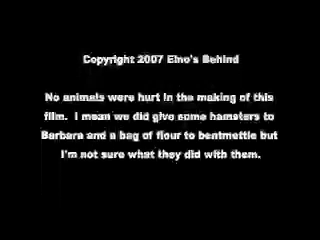 Copyright 2007 Elno's Behind
No animals were hurt in the making of this
film. I mean we did give some hamsters to
Barbara and a bag of flour to bentmettle but
I'm not sure what they did with them.